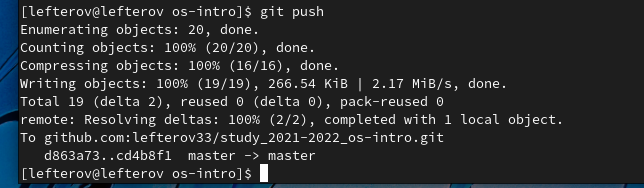 [lefterov@lefterov os-intro]$ git push
Enumerating objects: 20, done.
Counting objects: 100% (20/20), done.
Compressing objects: 100% (16/16), done.
Writing objects: 100% (19/19), 266.54 KiB | 2.17 MiB/s, done.
Total 19 (delta 2), reused 0 (delta 0), pack-reused 0
remote: Resolving deltas: 100% (2/2), completed with 1 local object.
To github.com:lefterov33/study_2021-2022_os-intro.git
   d863a73..cd4b8f1  master -> master
[lefterov@lefterov os-intro]$